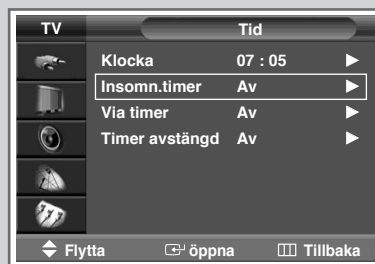 TV Tid
Klocka 07 : 05
Insomn.timer Av
Via timer Av
Timer avstängd Av
Flytta öppna Tillbaka